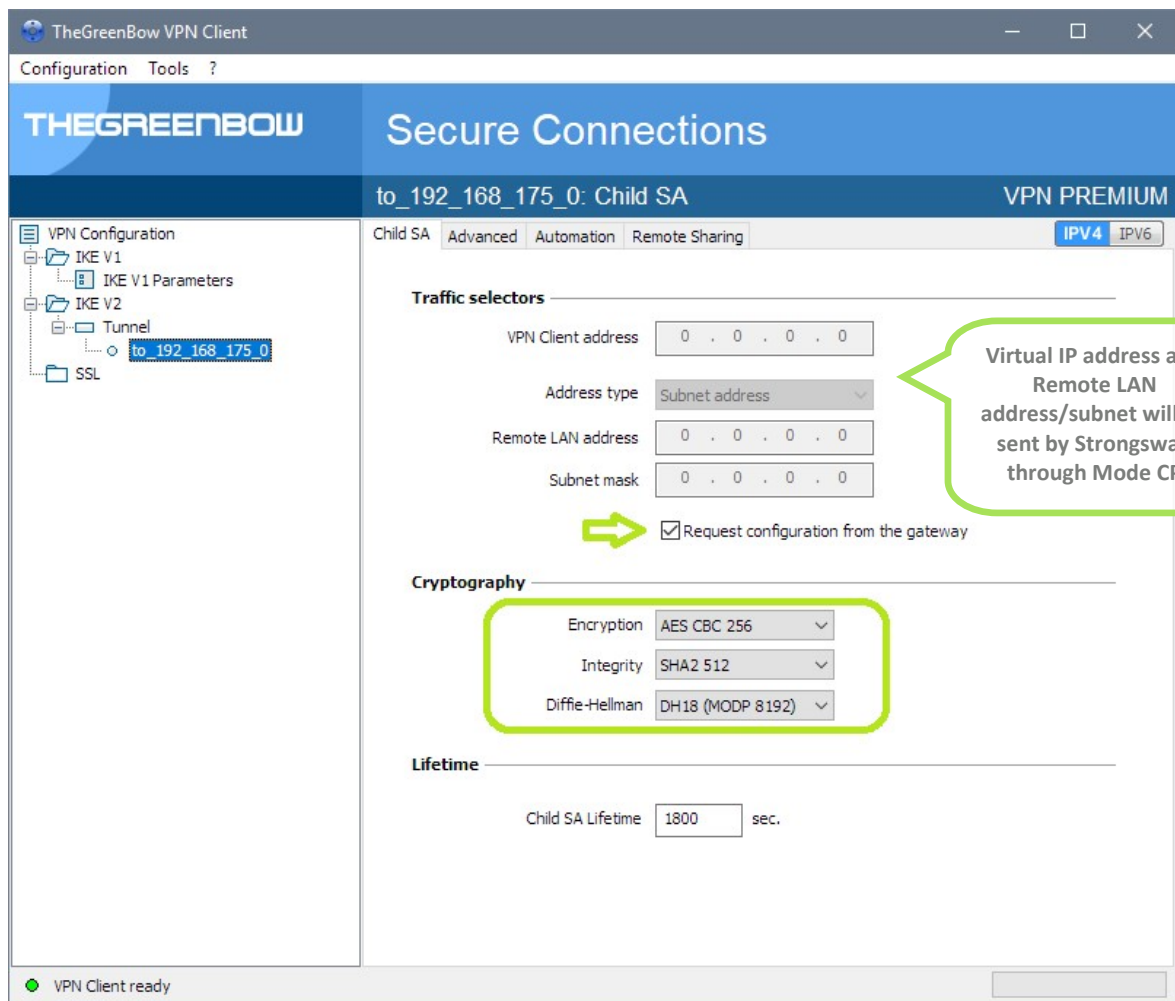 TheGreenBow VPN Client
Configuration Tools ?
THEGREENBOW
Secure Connections
to_192_168_175_0: Child SA VPN PREMIUM
VPN Configuration
IKE V1
IKE V1 Parameters
IKE V2
Tunnel
to_192_168_175_0
SSL
Child SA Advanced Automation Remote Sharing IPV4 IPV6
Traffic selectors
VPN Client address 0 . 0 . 0 . 0
Address type Subnet address
Remote LAN address 0 . 0 . 0 . 0
Subnet mask 0 . 0 . 0 . 0
Request configuration from the gateway
Virtual IP address
Remote LAN
address/subnet will
sent by
through Mode
Cryptography
Encryption AES CBC 256
Integrity SHA2 512
Diffie-Hellman DH18 (MODP 8192)
Lifetime
Child SA Lifetime 1800 sec.
VPN Client ready